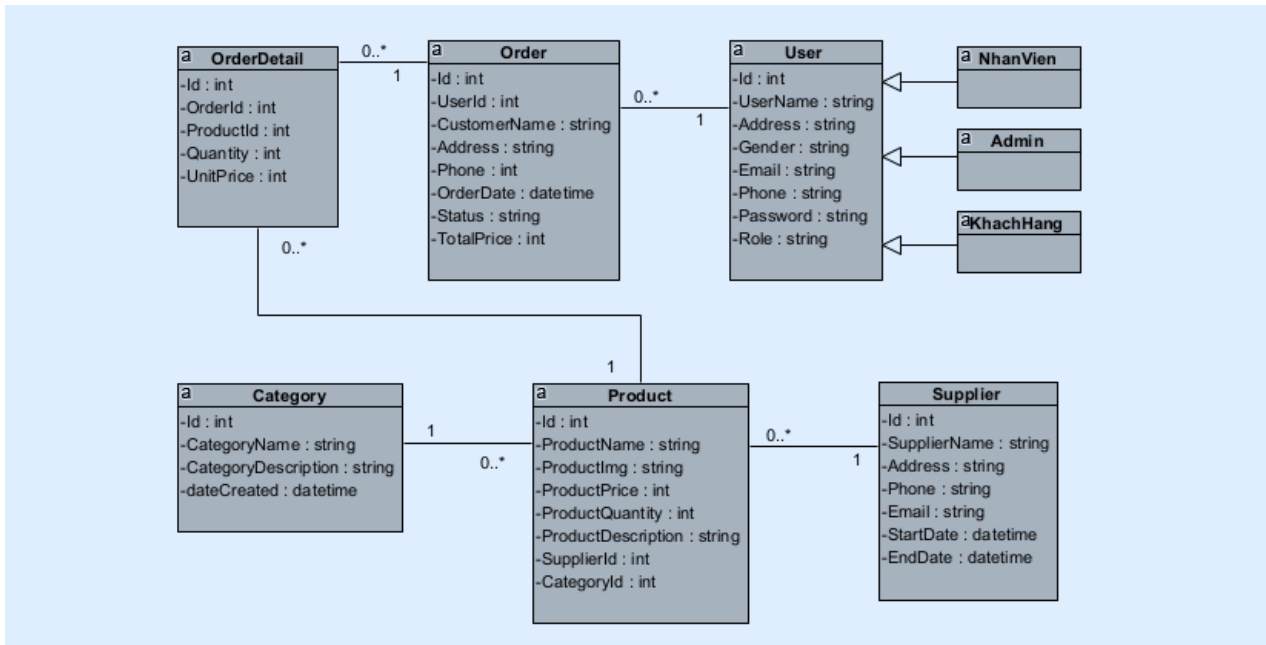 a
OrderDetail
-Id : int
-OrderId : int
-ProductId : int
-Quantity : int
-UnitPrice : int
0..*
1
a
Order
-Id : int
-UserId : int
-CustomerName : string
-Address : string
-Phone : int
-OrderDate : datetime
-Status : string
-TotalPrice : int
0..*
1
a
User
-Id : int
-UserName : string
-Address : string
-Gender : string
-Email : string
-Phone : string
-Password : string
-Role : string
a
NhanVien
a
Admin
a
KhachHang
0..*
1
a
Category
-Id : int
-CategoryName : string
-CategoryDescription : string
-dateCreated : datetime
1
0..*
a
Product
-Id : int
-ProductName : string
-ProductImg : string
-ProductPrice : int
-ProductQuantity : int
-ProductDescription : string
-SupplierId : int
-CategoryId : int
0..*
1
Supplier
-Id : int
-SupplierName : string
-Address : string
-Phone : string
-Email : string
-StartDate : datetime
-EndDate : datetime